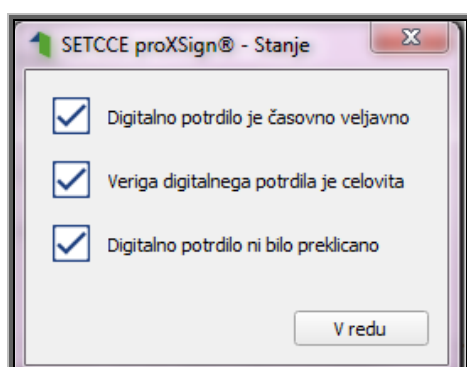 SETCCE proXSign® - Stanje
Digitalno potrdilo je časovno veljavno
Veriga digitalnega potrdila je celovita
Digitalno potrdilo ni bilo preklicano
V redu